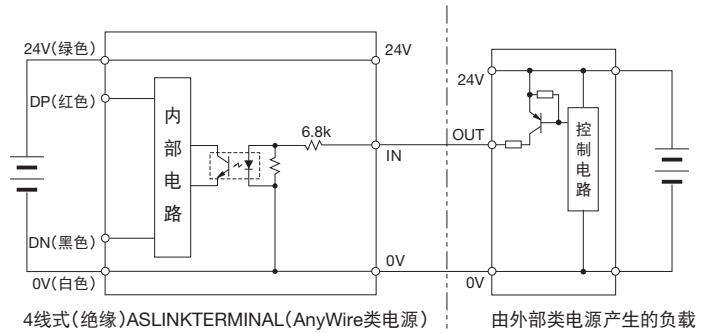 24V(绿色)
24V
DP(红色)
内部电路
6.8k
IN
DN(黑色)
0V(白色)
0V
24V
OUT
控制电路
0V
4线式(绝缘)ASLINKTERMINAL(AnyWire类电源)
由外部类电源产生的负载